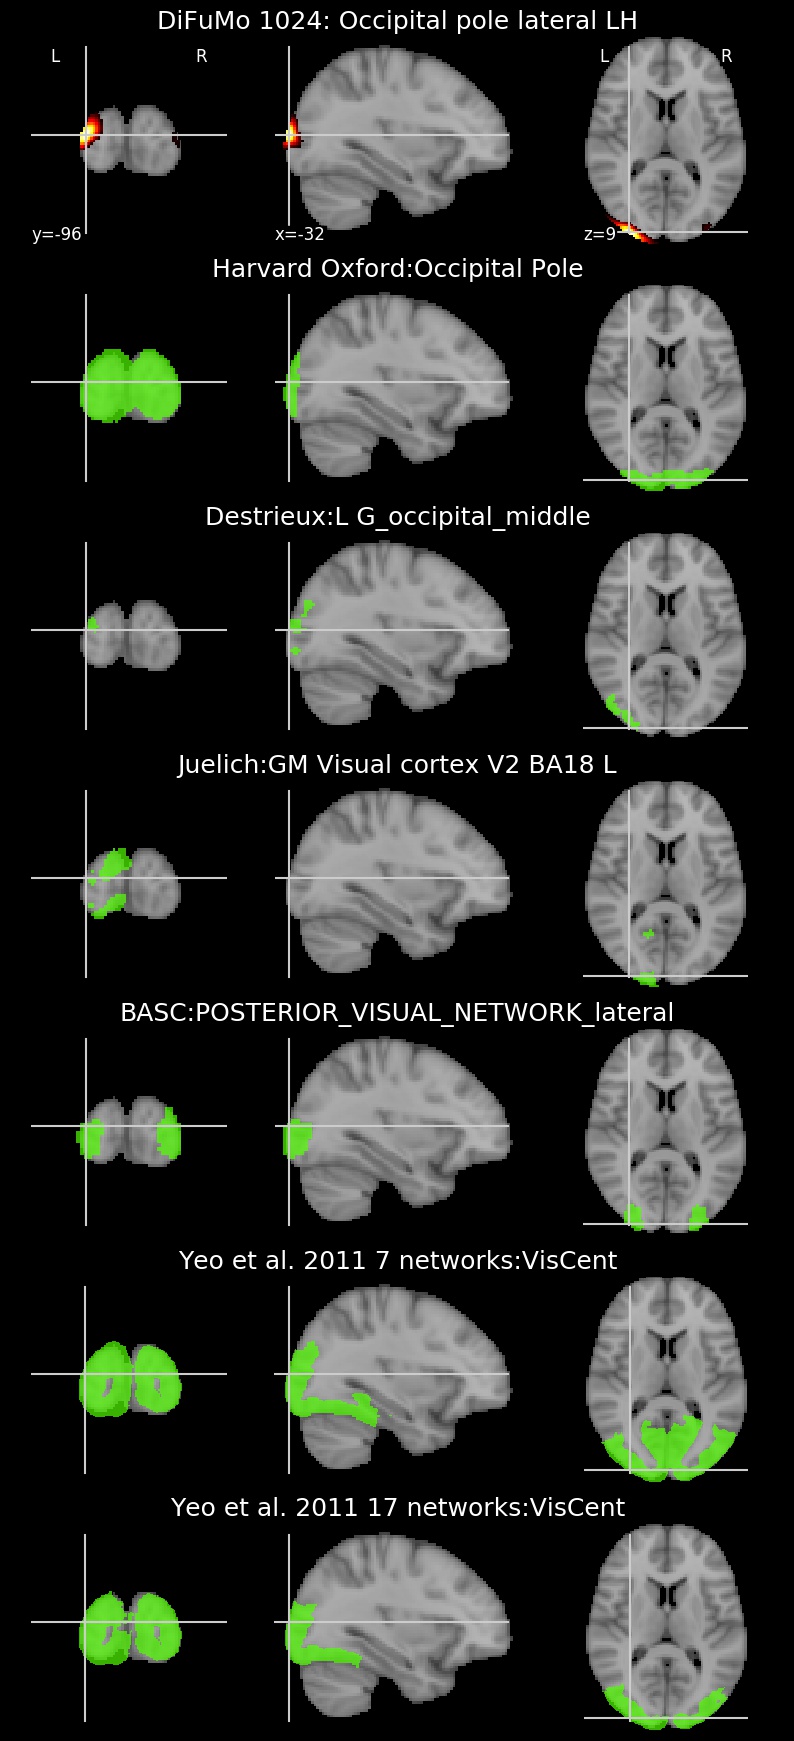 DiFuMo 1024: Occipital pole lateral LH
L R L R
y=-96 x=-32 z=9
Harvard Oxford:Occipital Pole
Destrieux:L G_occipital_middle
Juelich:GM Visual cortex V2 BA18 L
BASC:POSTERIOR_VISUAL_NETWORK_lateral
Yeo et al. 2011 7 networks:VisCent
Yeo et al. 2011 17 networks:VisCent